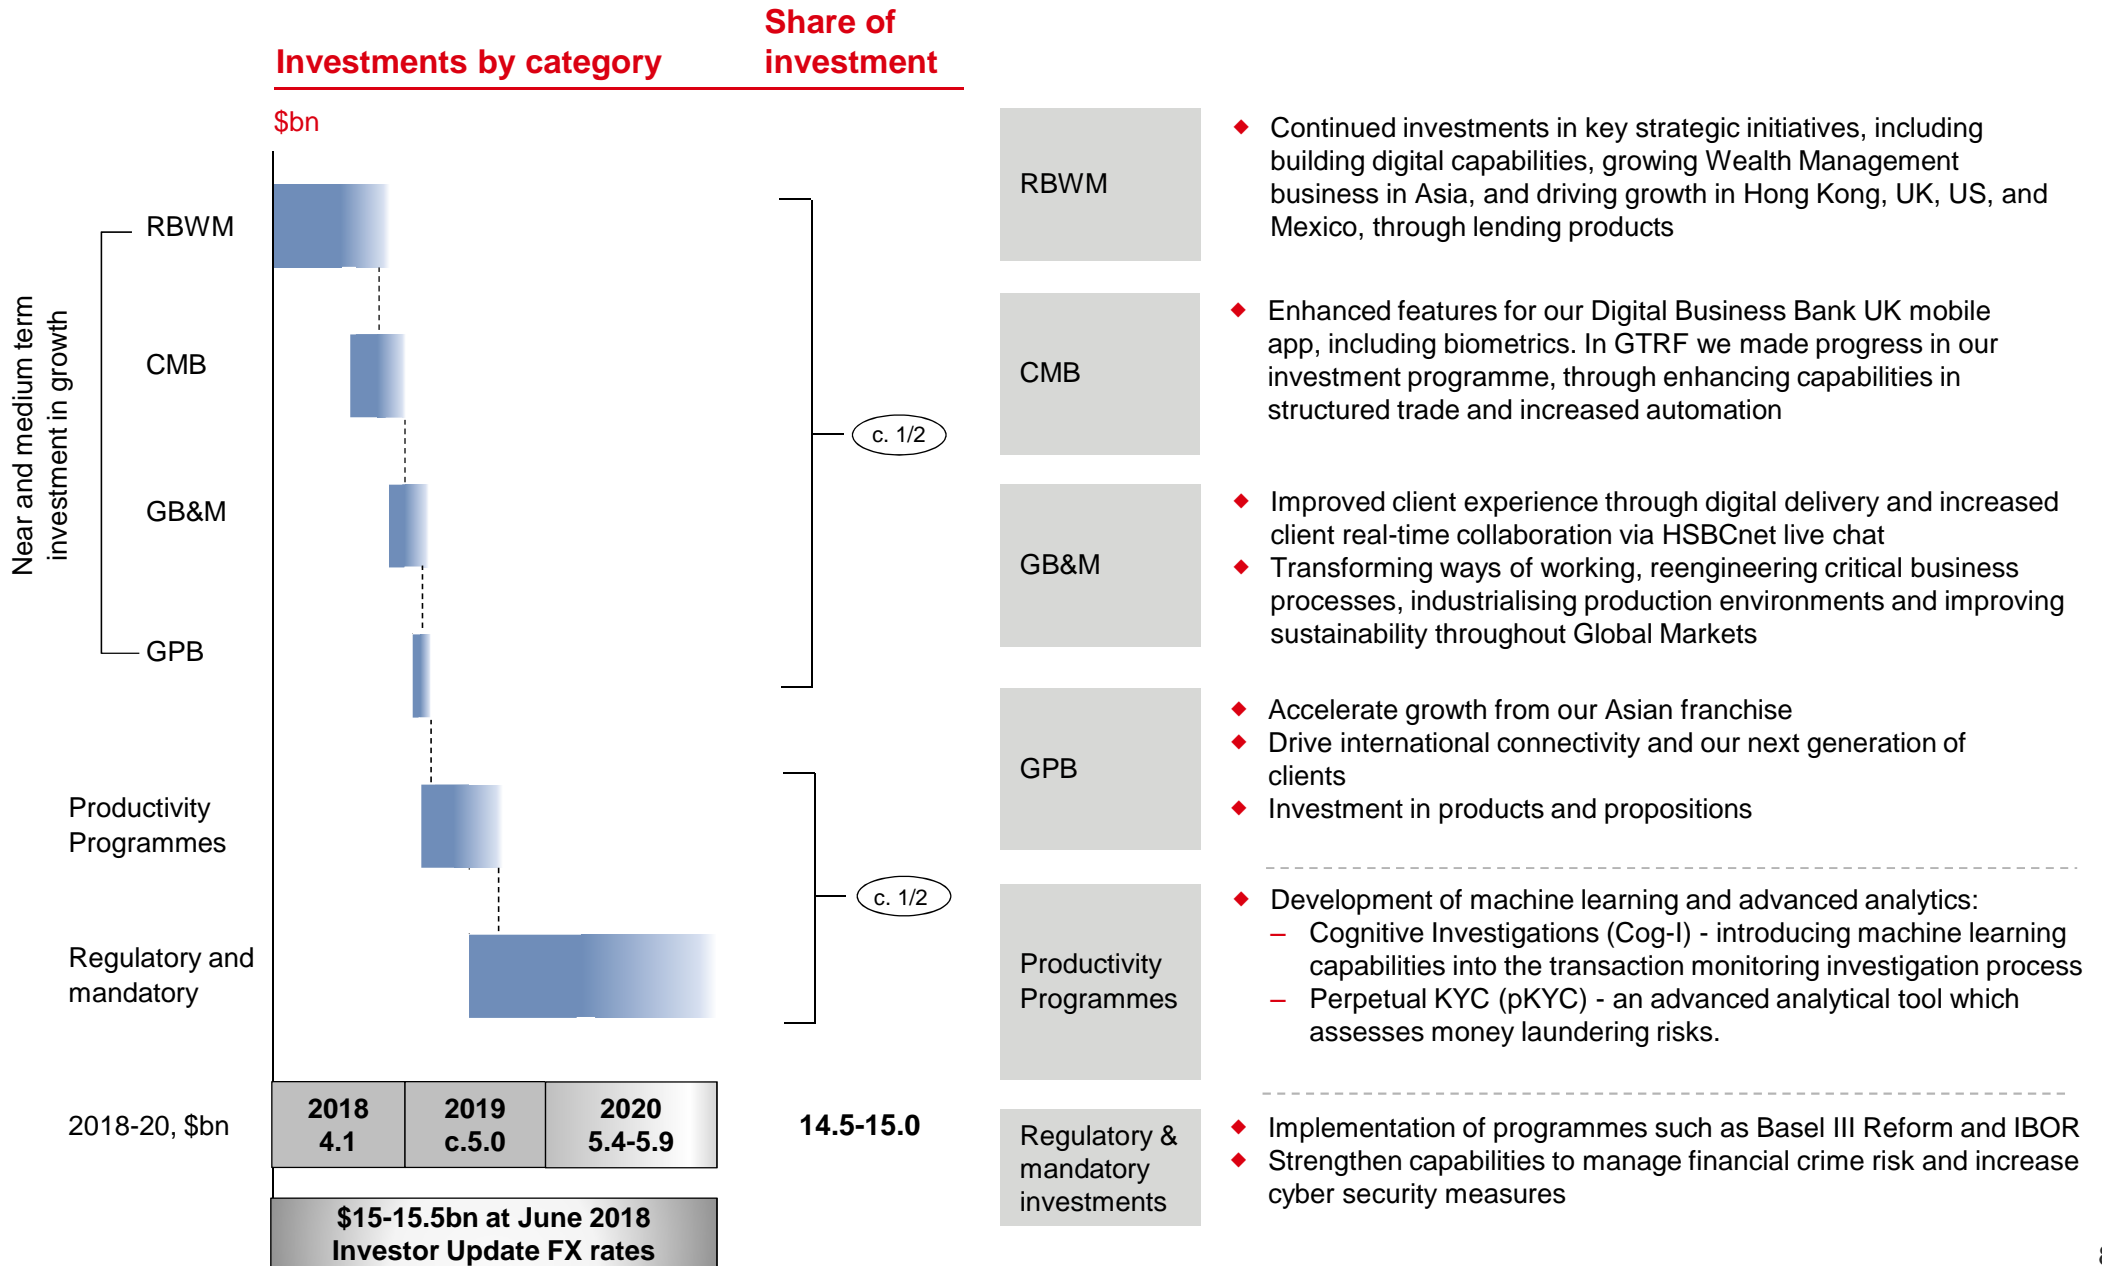 Investments by category
Share of
investment
$bn
Near and medium term
investment in growth
RBWM
CMB
GB&M
GPB
Productivity
Programmes
Regulatory and
mandatory
c. 1/2
c. 1/2
2018-20, $bn
2018
4.1
2019
c.5.0
2020
5.4-5.9
14.5-15.0
$15-15.5bn at June 2018
Investor Update FX rates
RBWM
◆ Continued investments in key strategic initiatives, including
building digital capabilities, growing Wealth Management
business in Asia, and driving growth in Hong Kong, UK, US, and
Mexico, through lending products
CMB
◆ Enhanced features for our Digital Business Bank UK mobile
app, including biometrics. In GTRF we made progress in our
investment programme, through enhancing capabilities in
structured trade and increased automation
GB&M
◆ Improved client experience through digital delivery and increased
client real-time collaboration via HSBCnet live chat
◆ Transforming ways of working, reengineering critical business
processes, industrialising production environments and improving
sustainability throughout Global Markets
GPB
◆ Accelerate growth from our Asian franchise
◆ Drive international connectivity and our next generation of
clients
◆ Investment in products and propositions
Productivity
Programmes
◆ Development of machine learning and advanced analytics:
– Cognitive Investigations (Cog-I) - introducing machine learning
capabilities into the transaction monitoring investigation process
– Perpetual KYC (pKYC) - an advanced analytical tool which
assesses money laundering risks.
Regulatory &
mandatory
investments
◆ Implementation of programmes such as Basel III Reform and IBOR
◆ Strengthen capabilities to manage financial crime risk and increase
cyber security measures